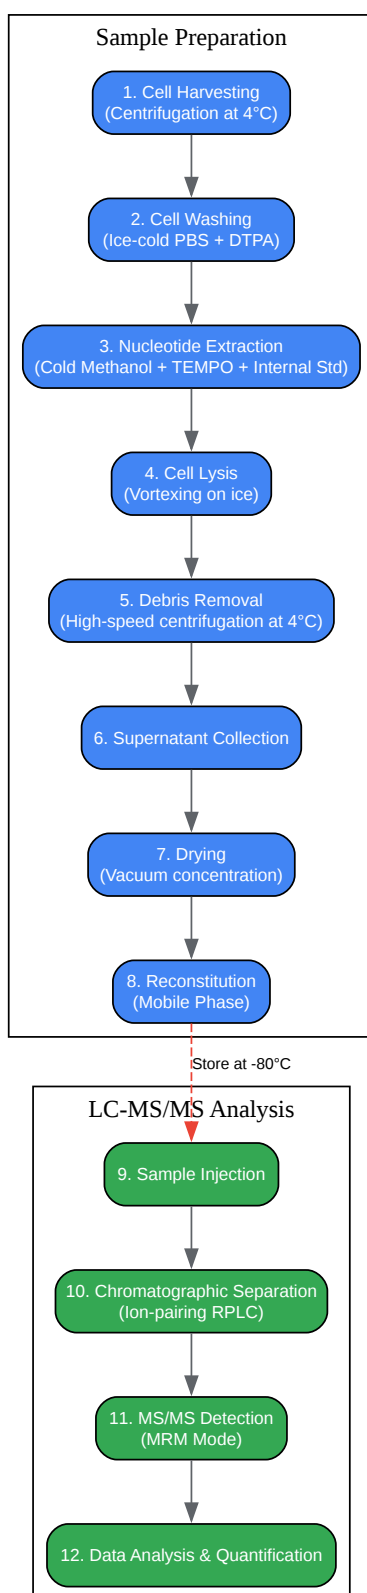 Sample Preparation
1. Cell Harvesting
(Centrifugation at 4°C)
2. Cell Washing
(Ice-cold PBS + DTPA)
3. Nucleotide Extraction
(Cold Methanol + TEMPO + Internal Std)
4. Cell Lysis
(Vortexing on ice)
5. Debris Removal
(High-speed centrifugation at 4°C)
6. Supernatant Collection
7. Drying
(Vacuum concentration)
8. Reconstitution
(Mobile Phase)
Store at -80°C
LC-MS/MS Analysis
9. Sample Injection
10. Chromatographic Separation
(Ion-pairing RPLC)
11. MS/MS Detection
(MRM Mode)
12. Data Analysis & Quantification